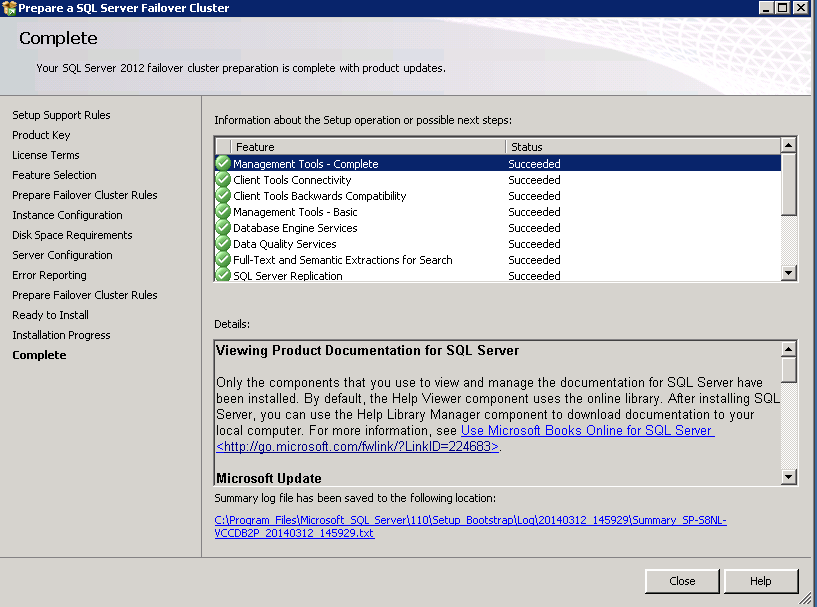 Prepare a SQL Server Failover Cluster
Complete
Your SQL Server 2012 failover cluster preparation is complete with product updates.
Setup Support Rules
Product Key
License Terms
Feature Selection
Prepare Failover Cluster Rules
Instance Configuration
Disk Space Requirements
Server Configuration
Error Reporting
Prepare Failover Cluster Rules
Ready to Install
Installation Progress
Complete
Information about the Setup operation or possible next steps:
Feature Status
Management Tools - Complete Succeeded
Client Tools Connectivity Succeeded
Client Tools Backwards Compatibility Succeeded
Management Tools - Basic Succeeded
Database Engine Services Succeeded
Data Quality Services Succeeded
Full-Text and Semantic Extractions for Search Succeeded
SQL Server Replication Succeeded
Details:
Viewing Product Documentation for SQL Server
Only the components that you use to view and manage the documentation for SQL Server have
been installed. By default, the Help Viewer component uses the online library. After installing SQL
Server, you can use the Help Library Manager component to download documentation to your
local computer. For more information, see Use Microsoft Books Online for SQL Server
<http://go.microsoft.com/fwlink/?LinkID=224683>.
Microsoft Update
Summary log file has been saved to the following location:
C:\Program Files\Microsoft SQL Server\110\Setup Bootstrap\Log\20140312_145929\Summary_SP-S8NL-
VCCDB2P_20140312_145929.txt
Close Help